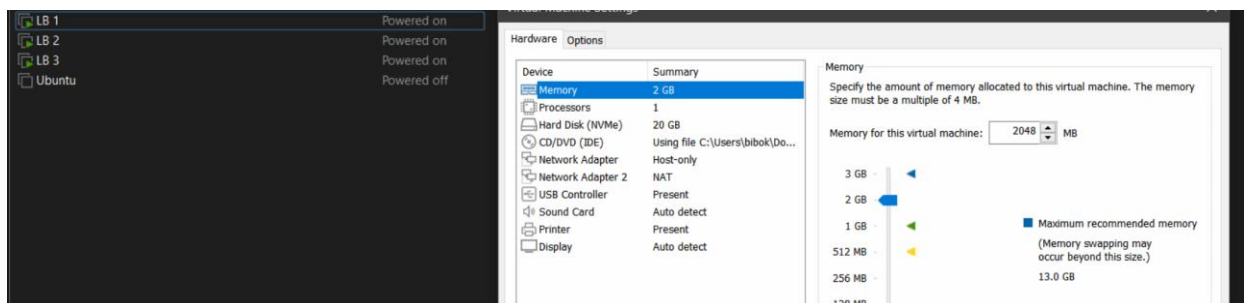 LB 1 Powered on
LB 2 Powered on
LB 3 Powered on
Ubuntu Powered off
Virtual Machine Settings
Hardware Options
Device Summary
Memory 2 GB
Processors 1
Hard Disk (NVMe) 20 GB
CD/DVD (IDE) Using file C:\Users\bibok\Do...
Network Adapter Host-only
Network Adapter 2 NAT
USB Controller Present
Sound Card Auto detect
Printer Present
Display Auto detect
Memory
Specify the amount of memory allocated to this virtual machine. The memory
size must be a multiple of 4 MB.
Memory for this virtual machine: 2048 MB
3 GB
2 GB
1 GB
512 MB
256 MB
128 MB
Maximum recommended memory
(Memory swapping may
occur beyond this size.)
13.0 GB